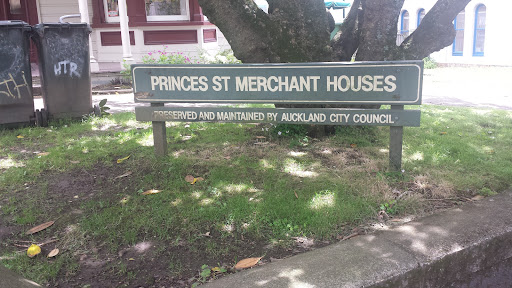 PRINCES ST MERCHANT HOUSES
PRESERVED AND MAINTAINED BY AUCKLAND CITY COUNCIL